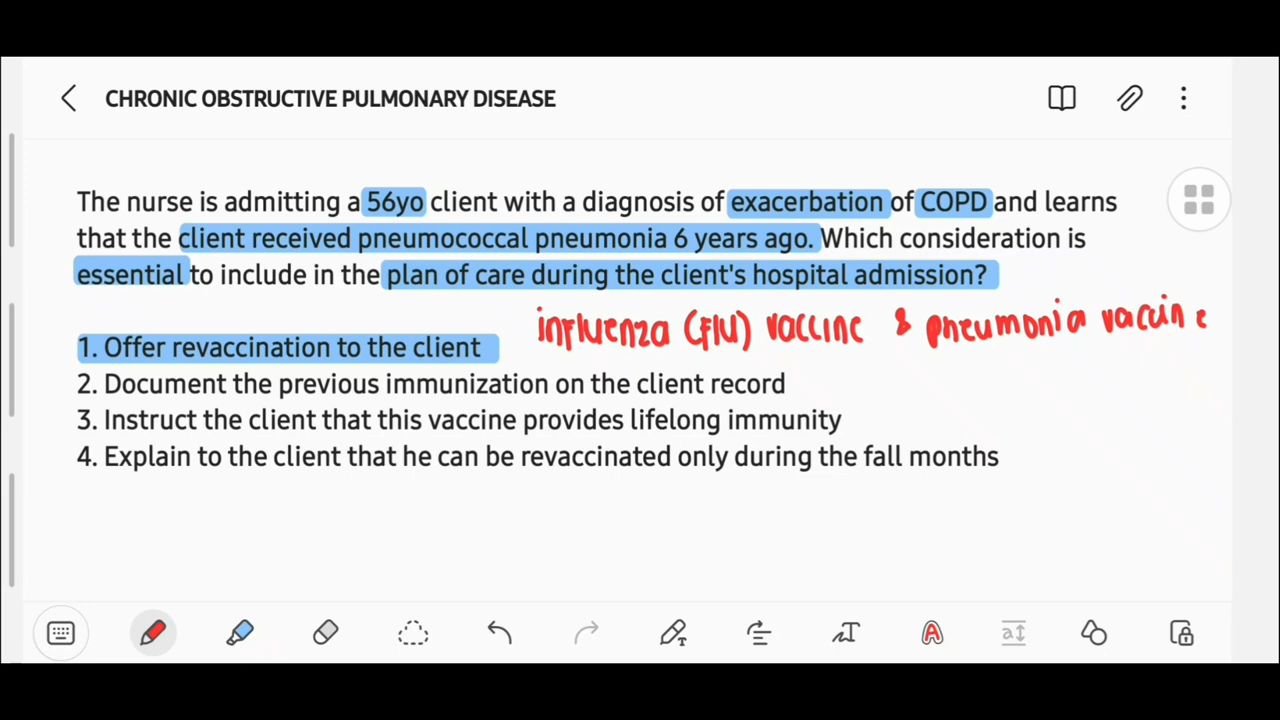 CHRONIC OBSTRUCTIVE PULMONARY DISEASE
The nurse is admitting a 56yo client with a diagnosis of exacerbation of COPD and learns
that the client received pneumococcal pneumonia 6 years ago. Which consideration is
essential to include in the plan of care during the client's hospital admission?
influenza (Flu) vaccine & pneumonia vaccine
1. Offer revaccination to the client
2. Document the previous immunization on the client record
3. Instruct the client that this vaccine provides lifelong immunity
4. Explain to the client that he can be revaccinated only during the fall months